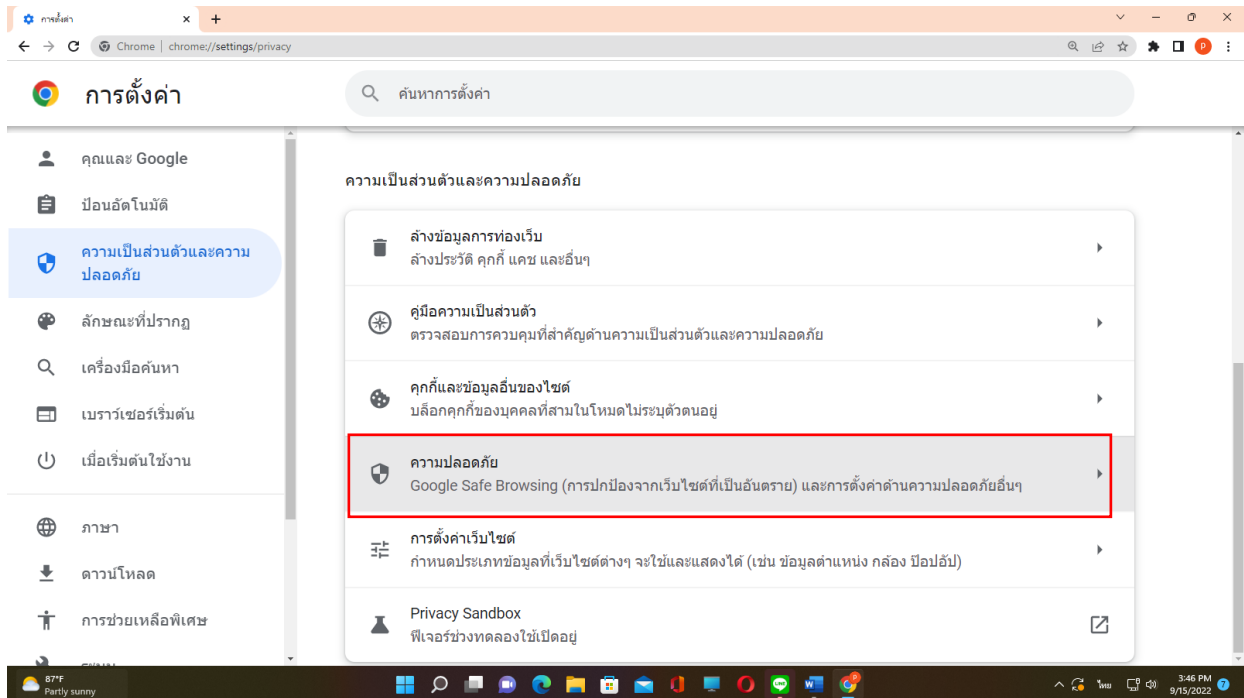 การตั้งค่า
Chrome | chrome://settings/privacy
P
การตั้งค่า
ค้นหาการตั้งค่า
คุณและ Google
ป้อนอัตโนมัติ
ความเป็นส่วนตัวและความ
ปลอดภัย
ลักษณะที่ปรากฏ
เครื่องมือค้นหา
เบราว์เซอร์เริ่มต้น
เมื่อเริ่มต้นใช้งาน
ภาษา
ดาวน์โหลด
การช่วยเหลือพิเศษ
ความเป็นส่วนตัวและความปลอดภัย
ล้างข้อมูลการท่องเว็บ
ล้างประวัติ คุกกี้ แคช และอื่นๆ
คู่มือความเป็นส่วนตัว
ตรวจสอบการควบคุมที่สำคัญด้านความเป็นส่วนตัวและความปลอดภัย
คุกกี้และข้อมูลอื่นของไซต์
บล็อกคุกกี้ของบุคคลที่สามในโหมดไม่ระบุตัวตนอยู่
ความปลอดภัย
Google Safe Browsing (การปกป้องจากเว็บไซต์ที่เป็นอันตราย) และการตั้งค่าด้านความปลอดภัยอื่นๆ
การตั้งค่าเว็บไซต์
กำหนดประเภทข้อมูลที่เว็บไซต์ต่างๆ จะใช้และแสดงได้ (เช่น ข้อมูลตำแหน่ง กล้อง ป๊อปอัป)
Privacy Sandbox
ฟีเจอร์ช่วงทดลองใช้เปิดอยู่
87°F
Partly sunny
LINE
ไทย
3:46 PM
9/15/2022
7